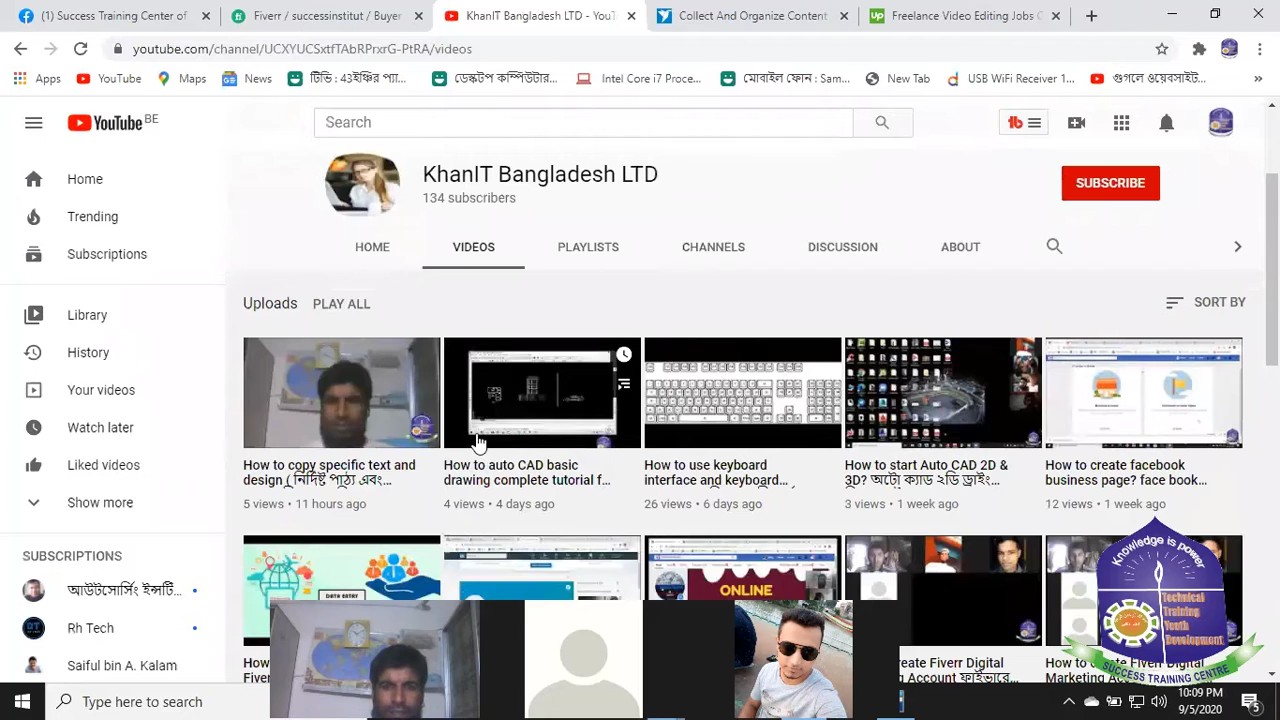 (1) Success Training Center
Fiverr / successinstitut / Buyer
KhanIT Bangladesh LTD - You
Collect And Organize Content
Freelance Video Editing Jobs
youtube.com/channel/UCXYUCSxtfTAbRPrxrG-PtRA/videos
Apps
YouTube
Maps
News
টিভি : 43ইঞ্চির প্যা...
ডেস্কটপ কম্পিউটার...
Intel Core i7 Proce...
মোবাইল ফোন : Sam...
New Tab
USB WiFi Receiver 1...
গুগলে ওয়েবসাইট...
YouTube BE
Search
KhanIT Bangladesh LTD
134 subscribers
SUBSCRIBE
HOME
VIDEOS
PLAYLISTS
CHANNELS
DISCUSSION
ABOUT
Home
Trending
Subscriptions
Library
History
Your videos
Watch later
Liked videos
Show more
SUBSCRIPTIONS
আউটসোর্সিং ইন্সটি...
Rh Tech
Saiful bin A. Kalam
Uploads
PLAY ALL
SORT BY
How to copy specific text and
design ( নির্দিষ্ট পাঠ্য এবং...
5 views • 11 hours ago
How to auto CAD basic
drawing complete tutorial f...
4 views • 4 days ago
How to use keyboard
interface and keyboard...
26 views • 6 days ago
How to start Auto CAD 2D &
3D? অটো ক্যাড ২ডি ড্রাইং...
3 views • 1 week ago
How to create facebook
business page? face book...
12 views • 1 week ago
DATA ENTRY
ONLINE
Knowledge is power
Technical
Training
Youth
Development
SUCCESS TRAINING CENTRE
Type here to search
10:09 PM
9/5/2020
5